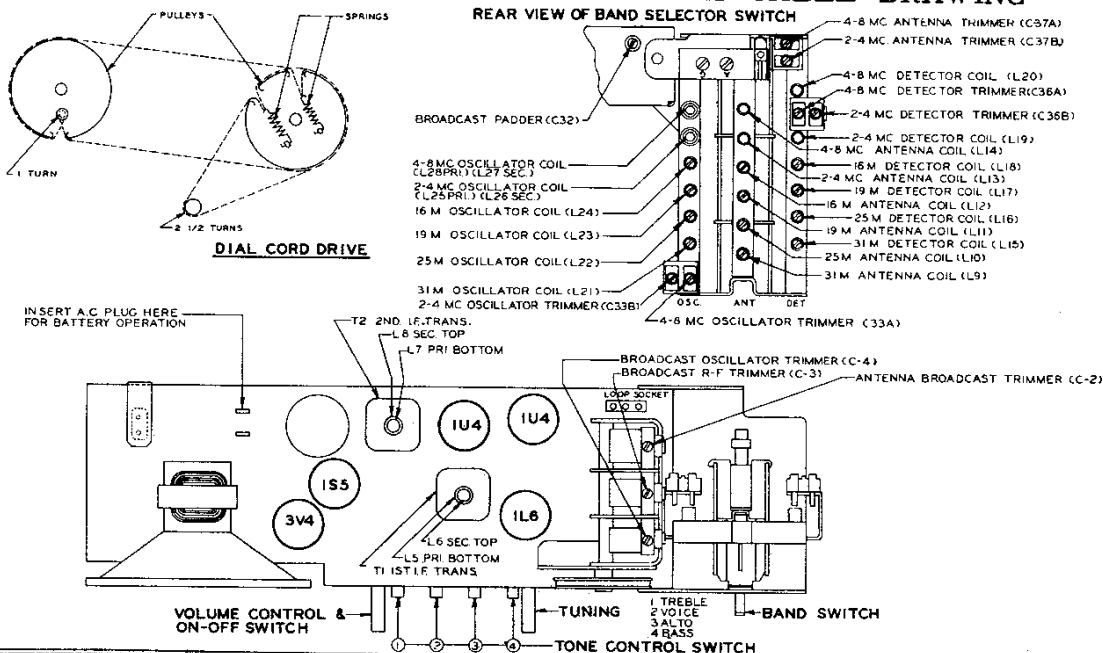 REAR VIEW OF BAND SELECTOR SWITCH
PULLEYS
SPRINGS
1 TURN
2 1/2 TURNS
DIAL CORD DRIVE
BROADCAST PADDER (C32)
4-8 MC OSCILLATOR COIL
(L28PRI.) (L27 SEC.)
2-4 MC OSCILLATOR COIL
(L25PRI.) (L26 SEC.)
16 M OSCILLATOR COIL (L24)
19 M OSCILLATOR COIL (L23)
25M OSCILLATOR COIL (L22)
31 M OSCILLATOR COIL (L21)
2-4 MC OSCILLATOR TRIMMER (C33B)
4-8 MC OSCILLATOR TRIMMER (33A)
OSC.
ANT
DET
4-8 MC ANTENNA TRIMMER (C37A)
2-4 MC ANTENNA TRIMMER (C37B)
4-8 MC DETECTOR COIL (L20)
4-8 MC DETECTOR TRIMMER (C36A)
2-4 MC DETECTOR TRIMMER (C36B)
2-4 MC DETECTOR COIL (L19)
4-8 MC ANTENNA COIL (L14)
16M DETECTOR COIL (L18)
2-4 MC ANTENNA COIL (L13)
19 M DETECTOR COIL (L17)
16 M ANTENNA COIL (L12)
25 M DETECTOR COIL (L16)
19 M ANTENNA COIL (L11)
31 M DETECTOR COIL (L15)
25M ANTENNA COIL (L10)
31 M ANTENNA COIL (L9)
INSERT A.C PLUG HERE
FOR BATTERY OPERATION
T2 2ND. I.F. TRANS.
L8 SEC. TOP
L7 PRI BOTTOM
BROADCAST OSCILLATOR TRIMMER (C-4)
BROADCAST R-F TRIMMER (C-3)
ANTENNA BROADCAST TRIMMER (C-2)
LOOP SOCKET
1U4
1U4
1S5
3V4
1L6
L6 SEC. TOP
L5 PRI. BOTTOM
T1 1ST I.F. TRANS.
VOLUME CONTROL &
ON-OFF SWITCH
TUNING
1 TREBLE
2 VOICE
3 ALTO
4 BASS
BAND SWITCH
1 2 3 4
TONE CONTROL SWITCH